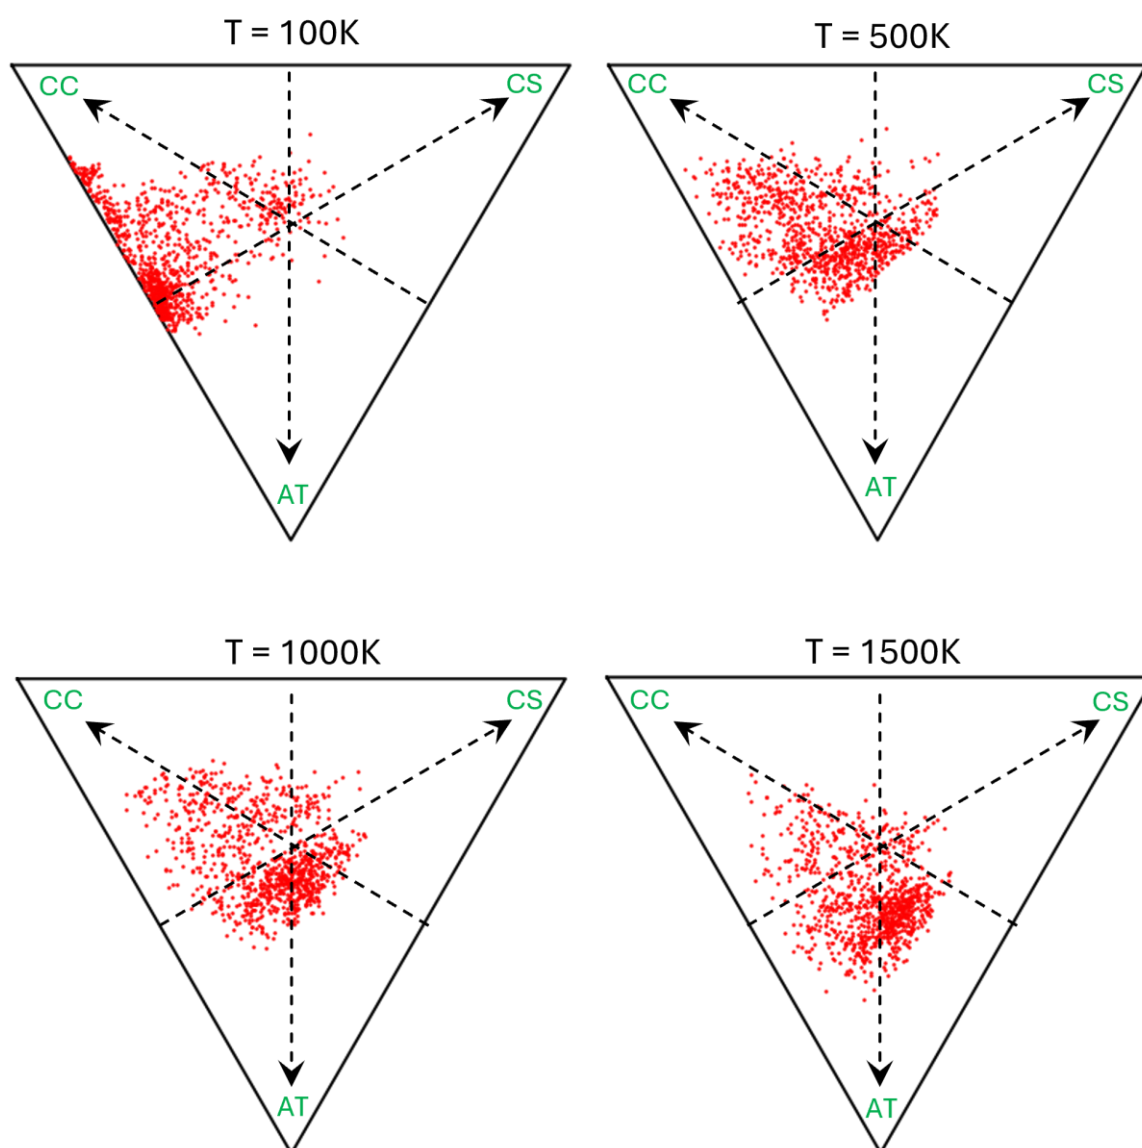 T = 100K
CC
CS
AT
T = 500K
CC
CS
AT
T = 1000K
CC
CS
AT
T = 1500K
CC
CS
AT